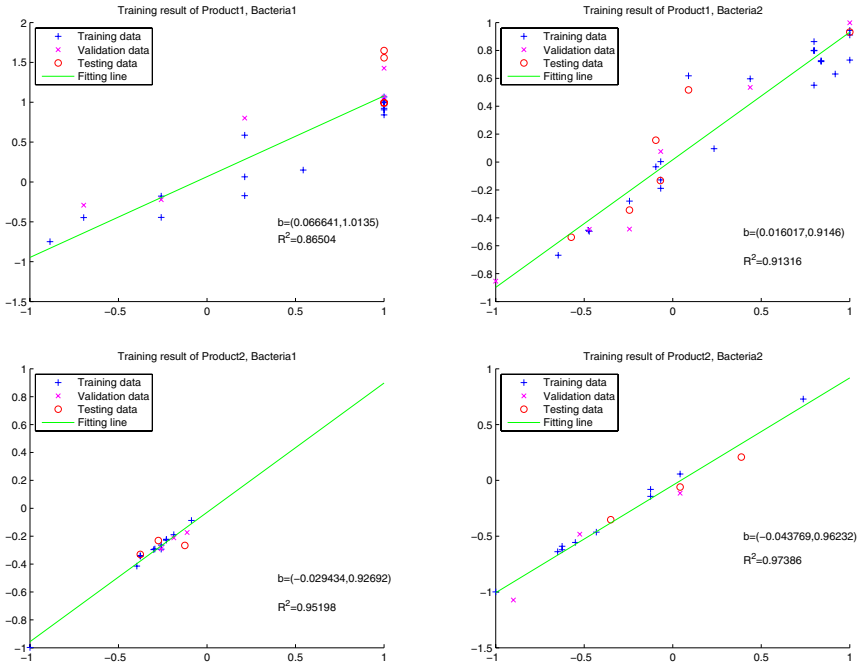 Training result of Product1, Bacteria1
2
1.5
1
0.5
0
−0.5
−1
−1.5
−1
−0.5
0
0.5
1
Training data
Validation data
Testing data
Fitting line
b=(0.066641,1.0135)
R²=0.86504
Training result of Product1, Bacteria2
1
0.8
0.6
0.4
0.2
0
−0.2
−0.4
−0.6
−0.8
−1
−1
−0.5
0
0.5
1
Training data
Validation data
Testing data
Fitting line
b=(0.016017,0.9146)
R²=0.91316
Training result of Product2, Bacteria1
1
0.8
0.6
0.4
0.2
0
−0.2
−0.4
−0.6
−0.8
−1
−1
−0.5
0
0.5
1
Training data
Validation data
Testing data
Fitting line
b=(−0.029434,0.92692)
R²=0.95198
Training result of Product2, Bacteria2
1
0.5
0
−0.5
−1
−1.5
−1
−0.5
0
0.5
1
Training data
Validation data
Testing data
Fitting line
b=(−0.043769,0.96232)
R²=0.97386